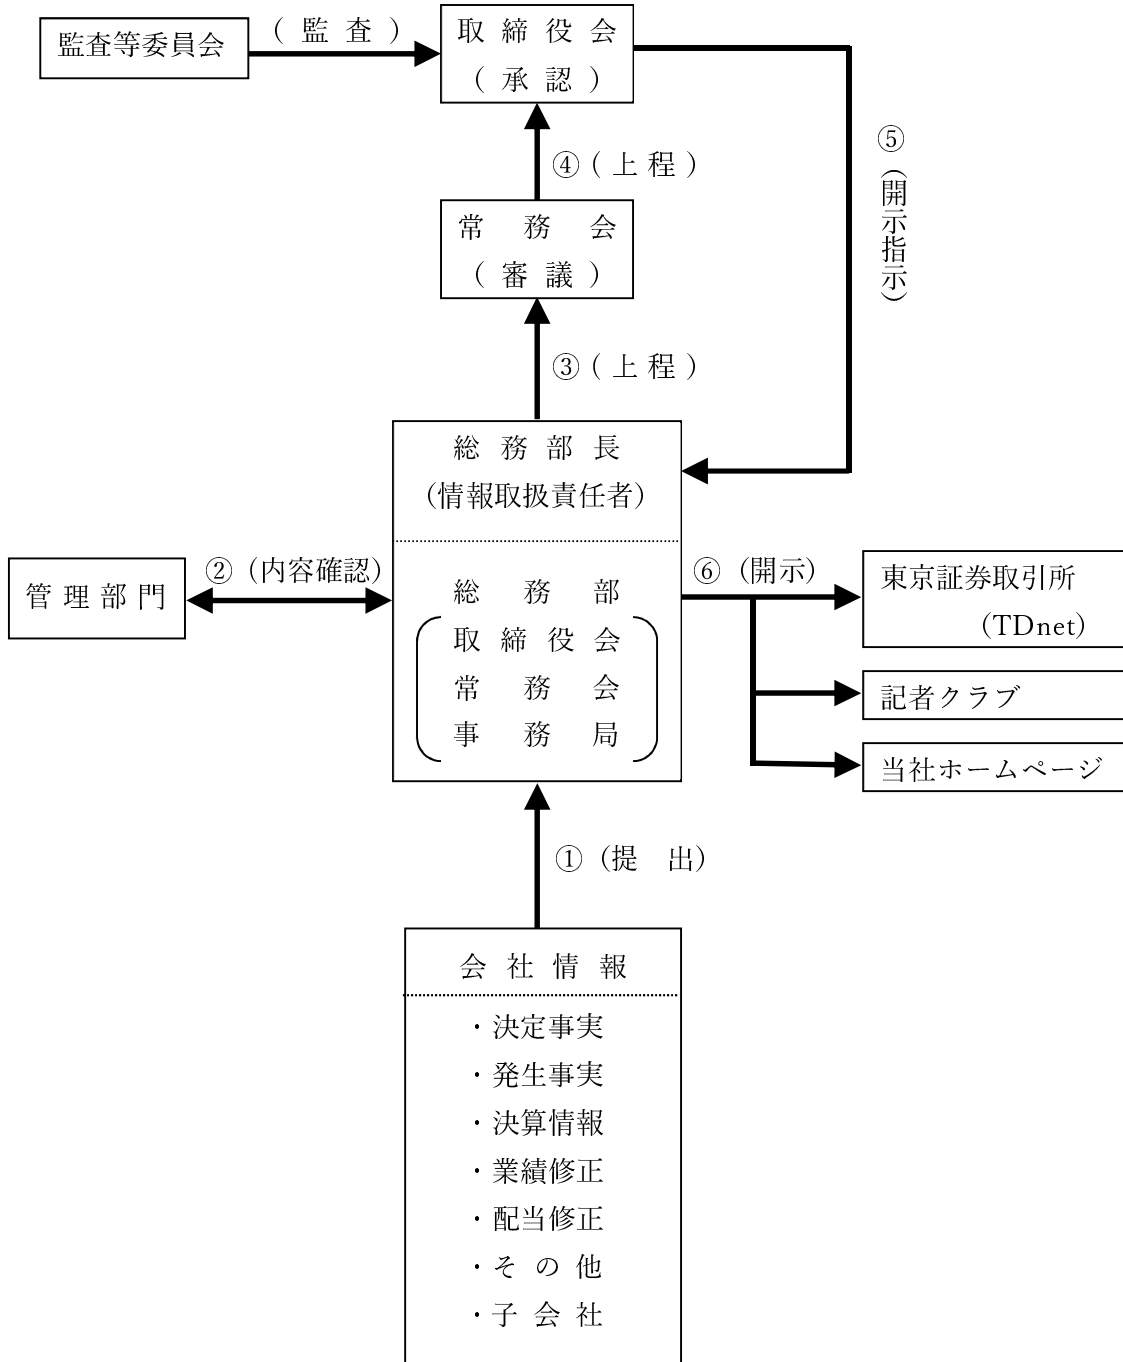 監査等委員会
(監査)
取締役会
(承認)
④(上程)
⑤(開示指示)
常務会
(審議)
③(上程)
総務部長
(情報取扱責任者)
管理部門
②(内容確認)
総務部
取締役会
常務会
事務局
⑥(開示)
東京証券取引所
(TDnet)
記者クラブ
当社ホームページ
①(提 出)
会社情報
・決定事実
・発生事実
・決算情報
・業績修正
・配当修正
・その他
・子会社